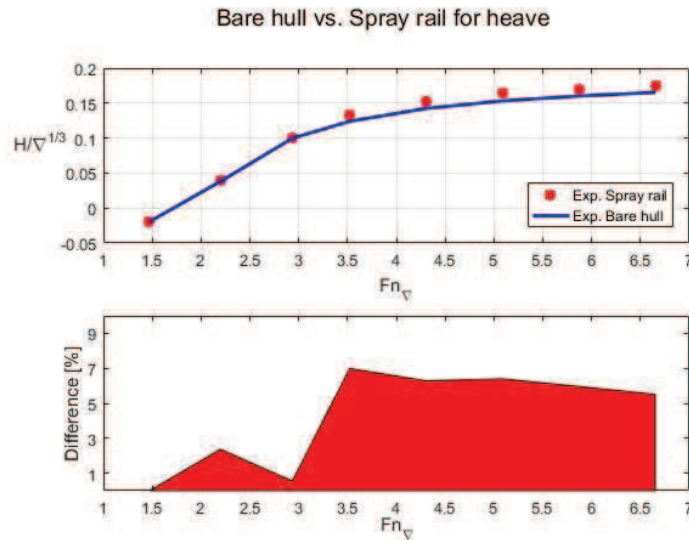 Bare hull vs. Spray rail for heave
0.2
0.15
0.1
0.05
0
-0.05
H/∇^1/3
Exp. Spray rail
Exp. Bare hull
1 1.5 2 2.5 3 3.5 4 4.5 5 5.5 6 6.5 7
Fn∇
9
7
5
3
1
Difference [%]
1 1.5 2 2.5 3 3.5 4 4.5 5 5.5 6 6.5 7
Fn∇